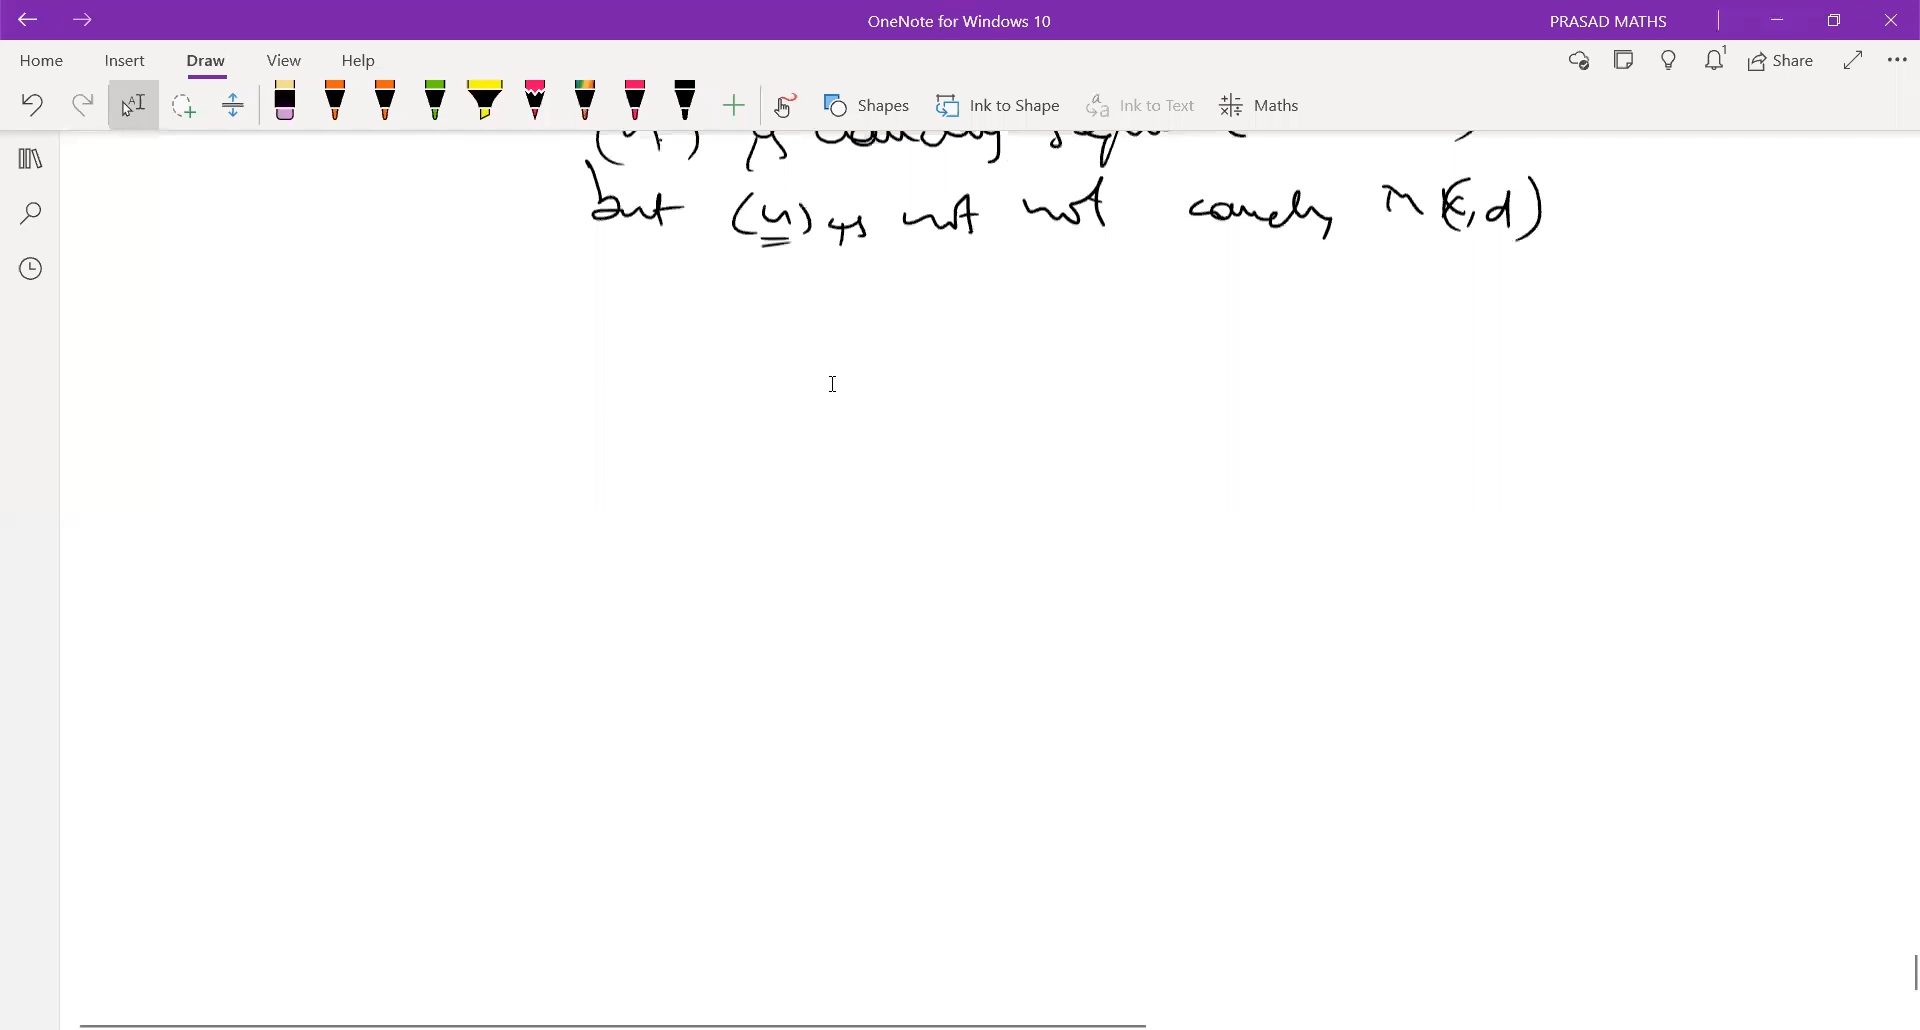 OneNote for Windows 10 PRASAD MATHS
Home Insert Draw View Help 1 Share
Shapes Ink to Shape Ink to Text Maths
but (n) is not not cauchy in (, d)